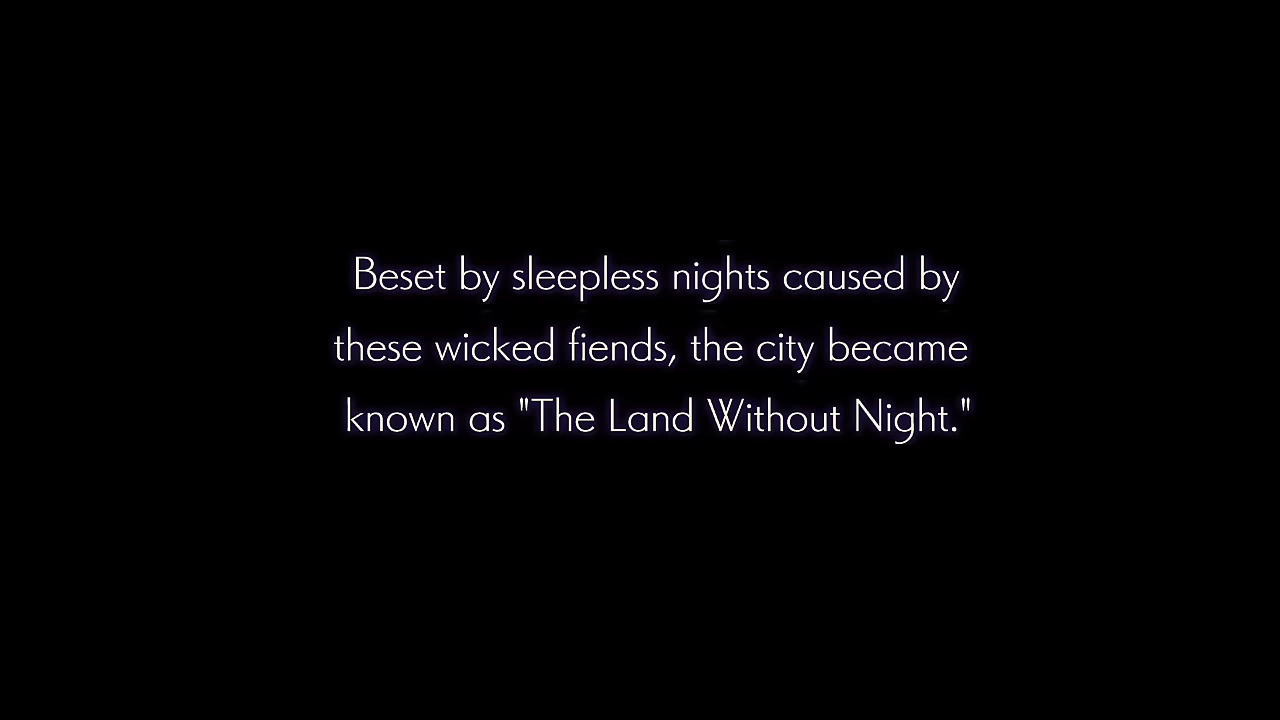 Beset by sleepless nights caused by
these wicked fiends, the city became
known as "The Land Without Night."